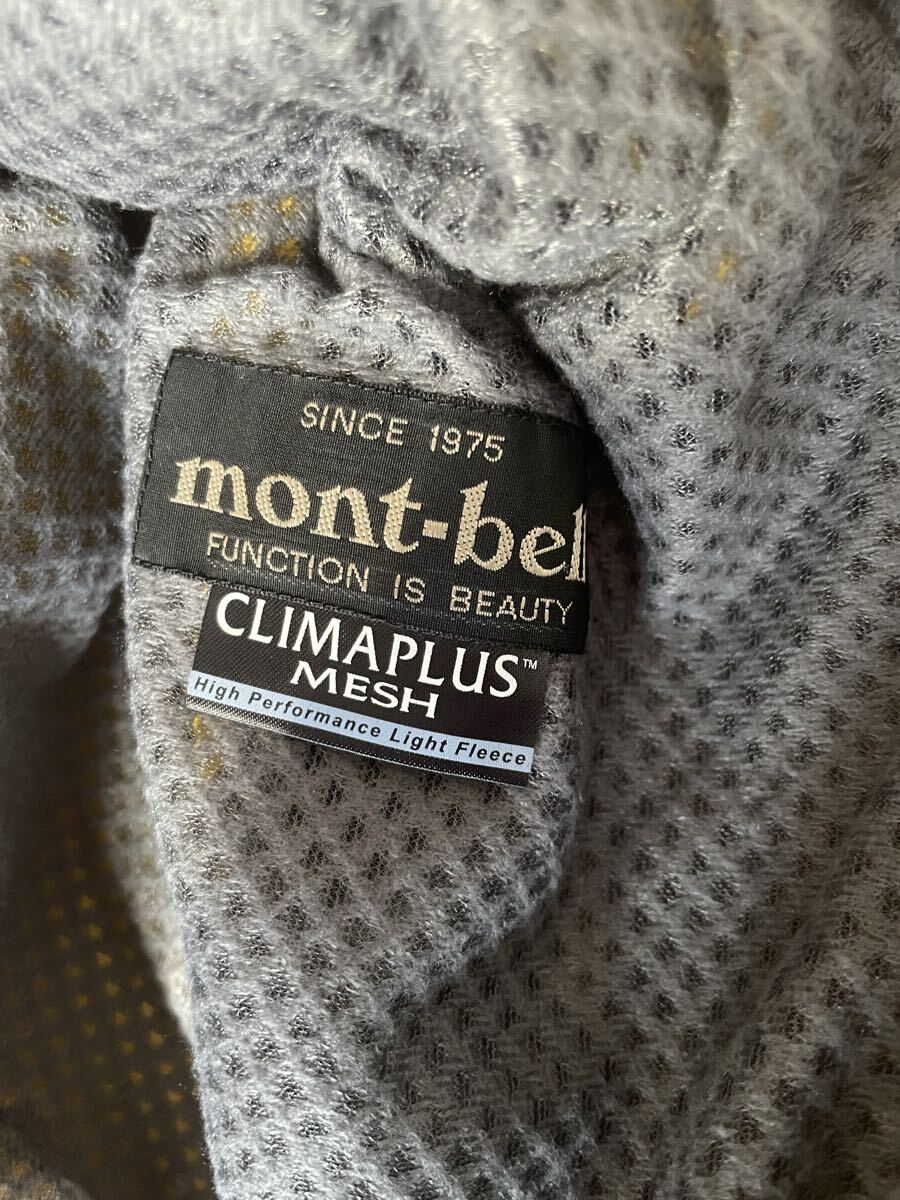 SINCE 1975
mont-bel
FUNCTION IS BEAUTY
CLIMAPLUS™
MESH
High Performance Light Fleece